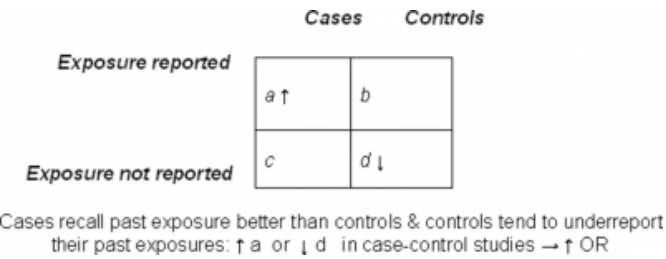 Cases Controls
Exposure reported
a ↑ b
c d ↓
Exposure not reported
Cases recall past exposure better than controls & controls tend to underreport
their past exposures: ↑ a or ↓ d in case-control studies → ↑ OR